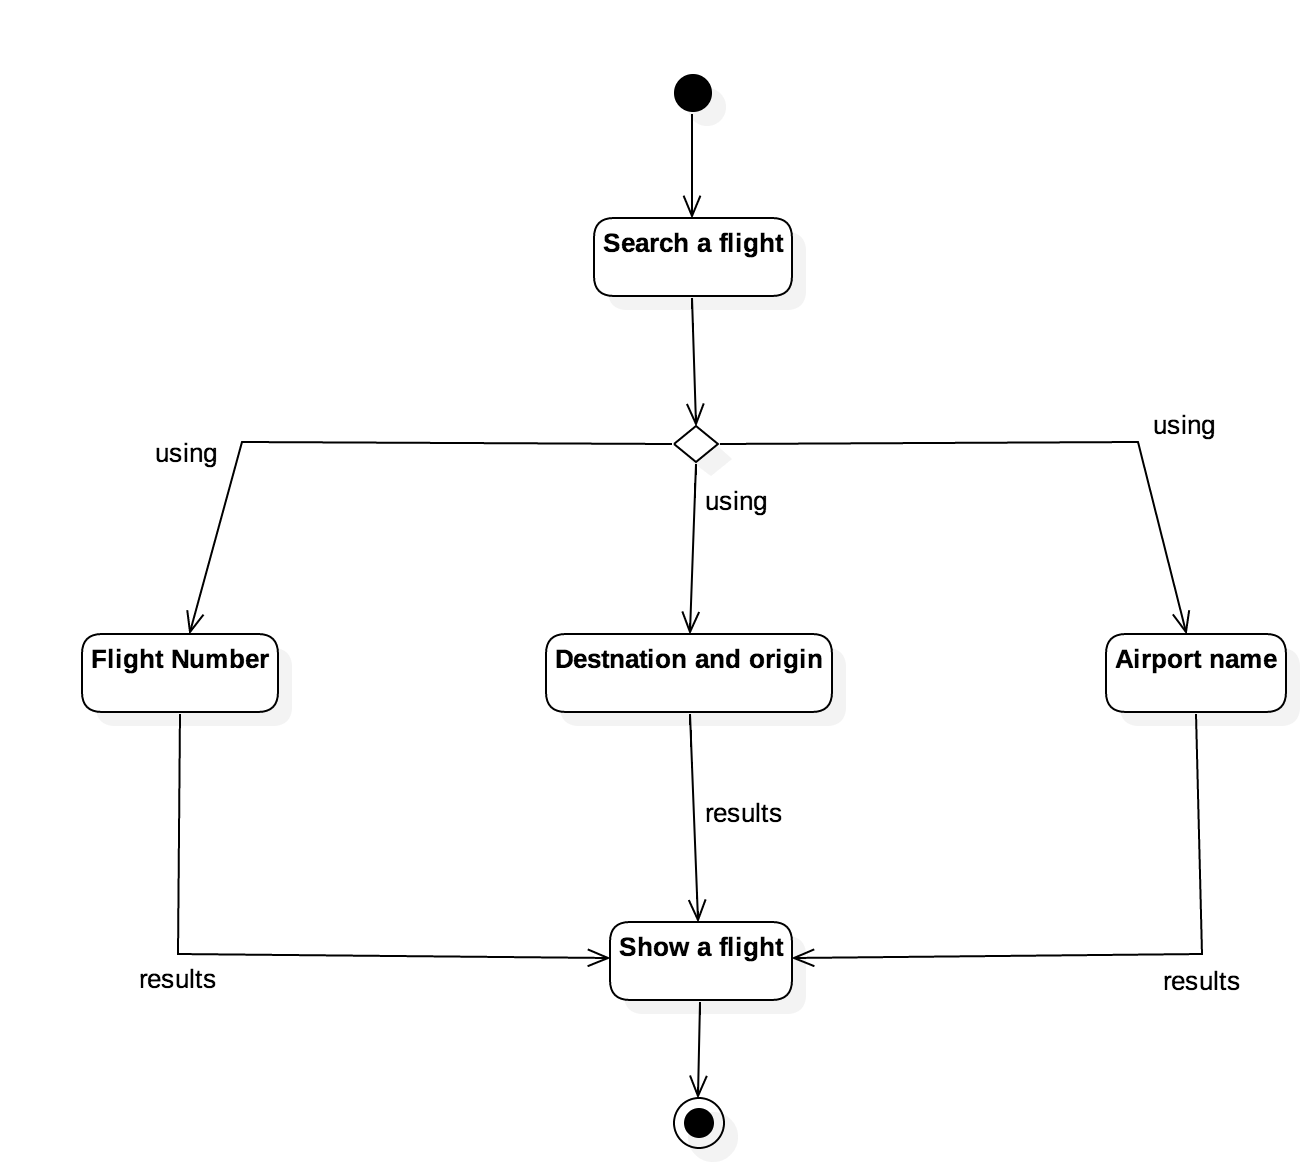 Search a flight
using
using
using
Flight Number
Destnation and origin
Airport name
results
Show a flight
results
results